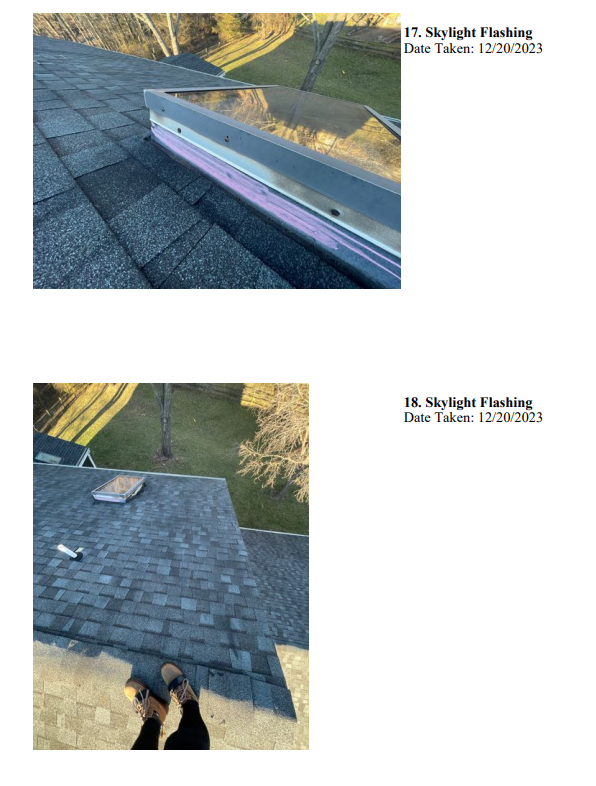 17. Skylight Flashing
Date Taken: 12/20/2023
18. Skylight Flashing
Date Taken: 12/20/2023